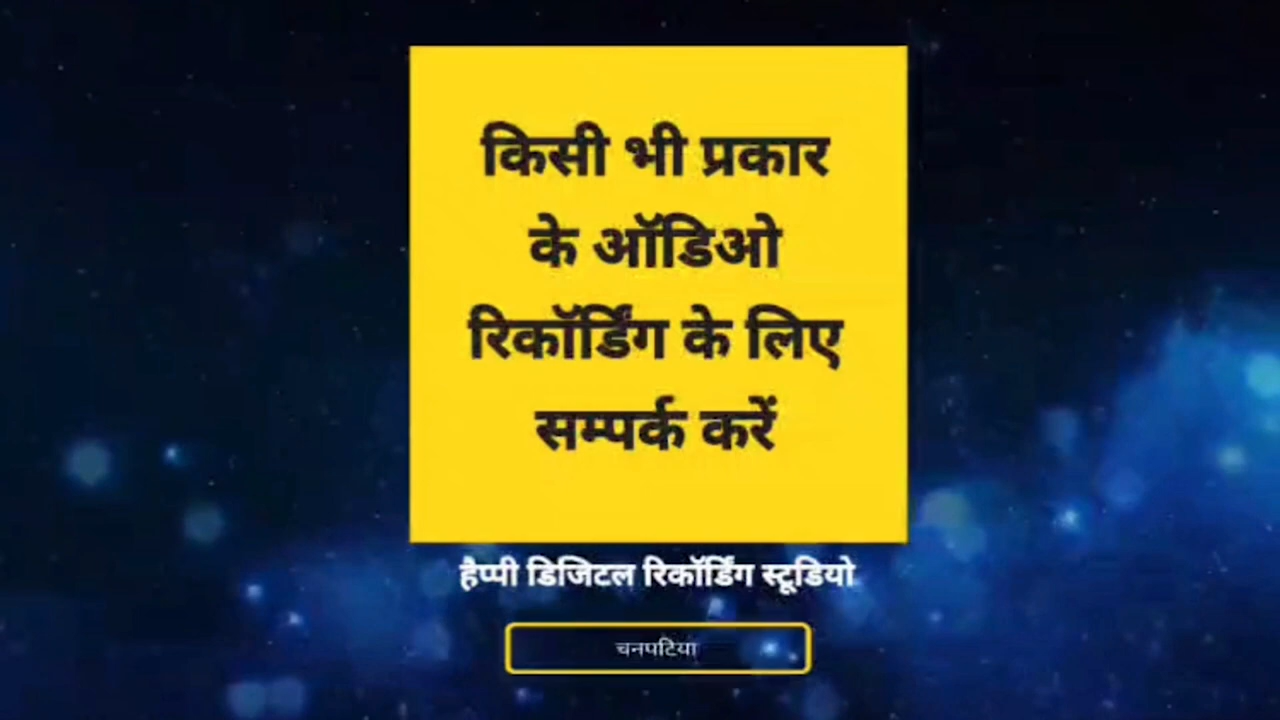 किसी भी प्रकार
के ऑडिओ
रिकॉर्डिंग के लिए
सम्पर्क करें
हैप्पी डिजिटल रिकॉर्डिंग स्टूडियो
चनपटिया